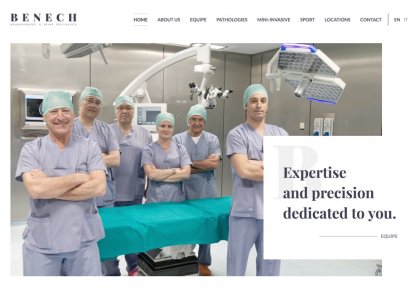 BENECH
HOME ABOUT US EQUIPE PATHOLOGIES MINI-INVASIVE SPORT LOCATIONS CONTACT EN IT
Expertise
and precision
dedicated to you.
EQUIPE